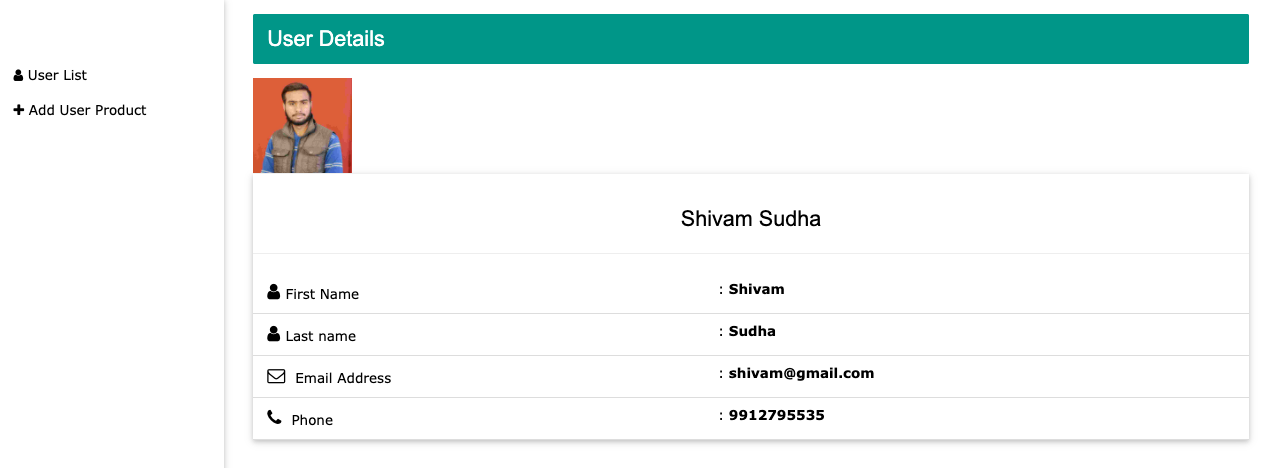 User List
Add User Product
User Details
Shivam Sudha
First Name : Shivam
Last name : Sudha
Email Address : shivam@gmail.com
Phone : 9912795535